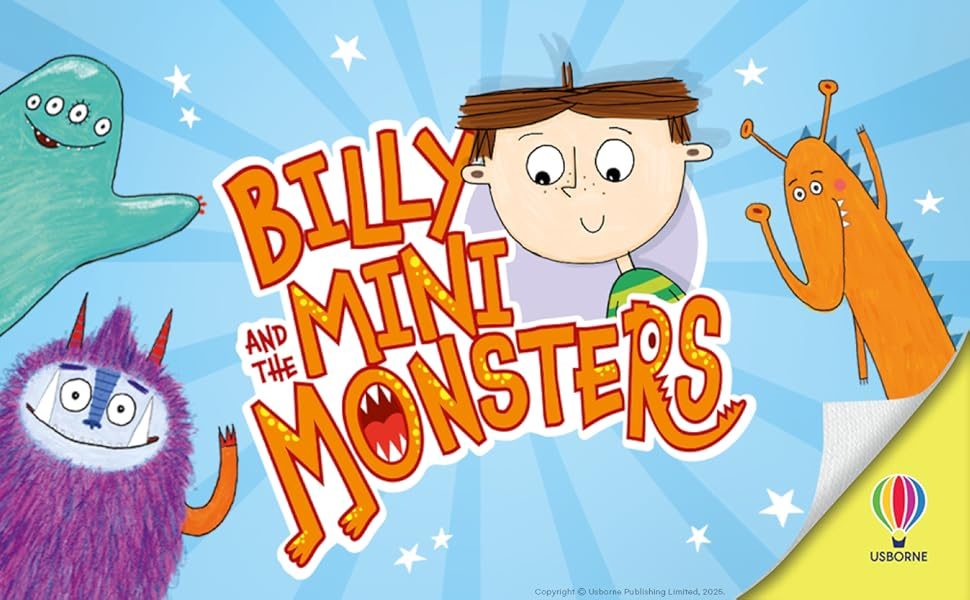 BILLY
AND THE
MINI
MONSTERS
USBORNE
Copyright © Usborne Publishing Limited, 2025.